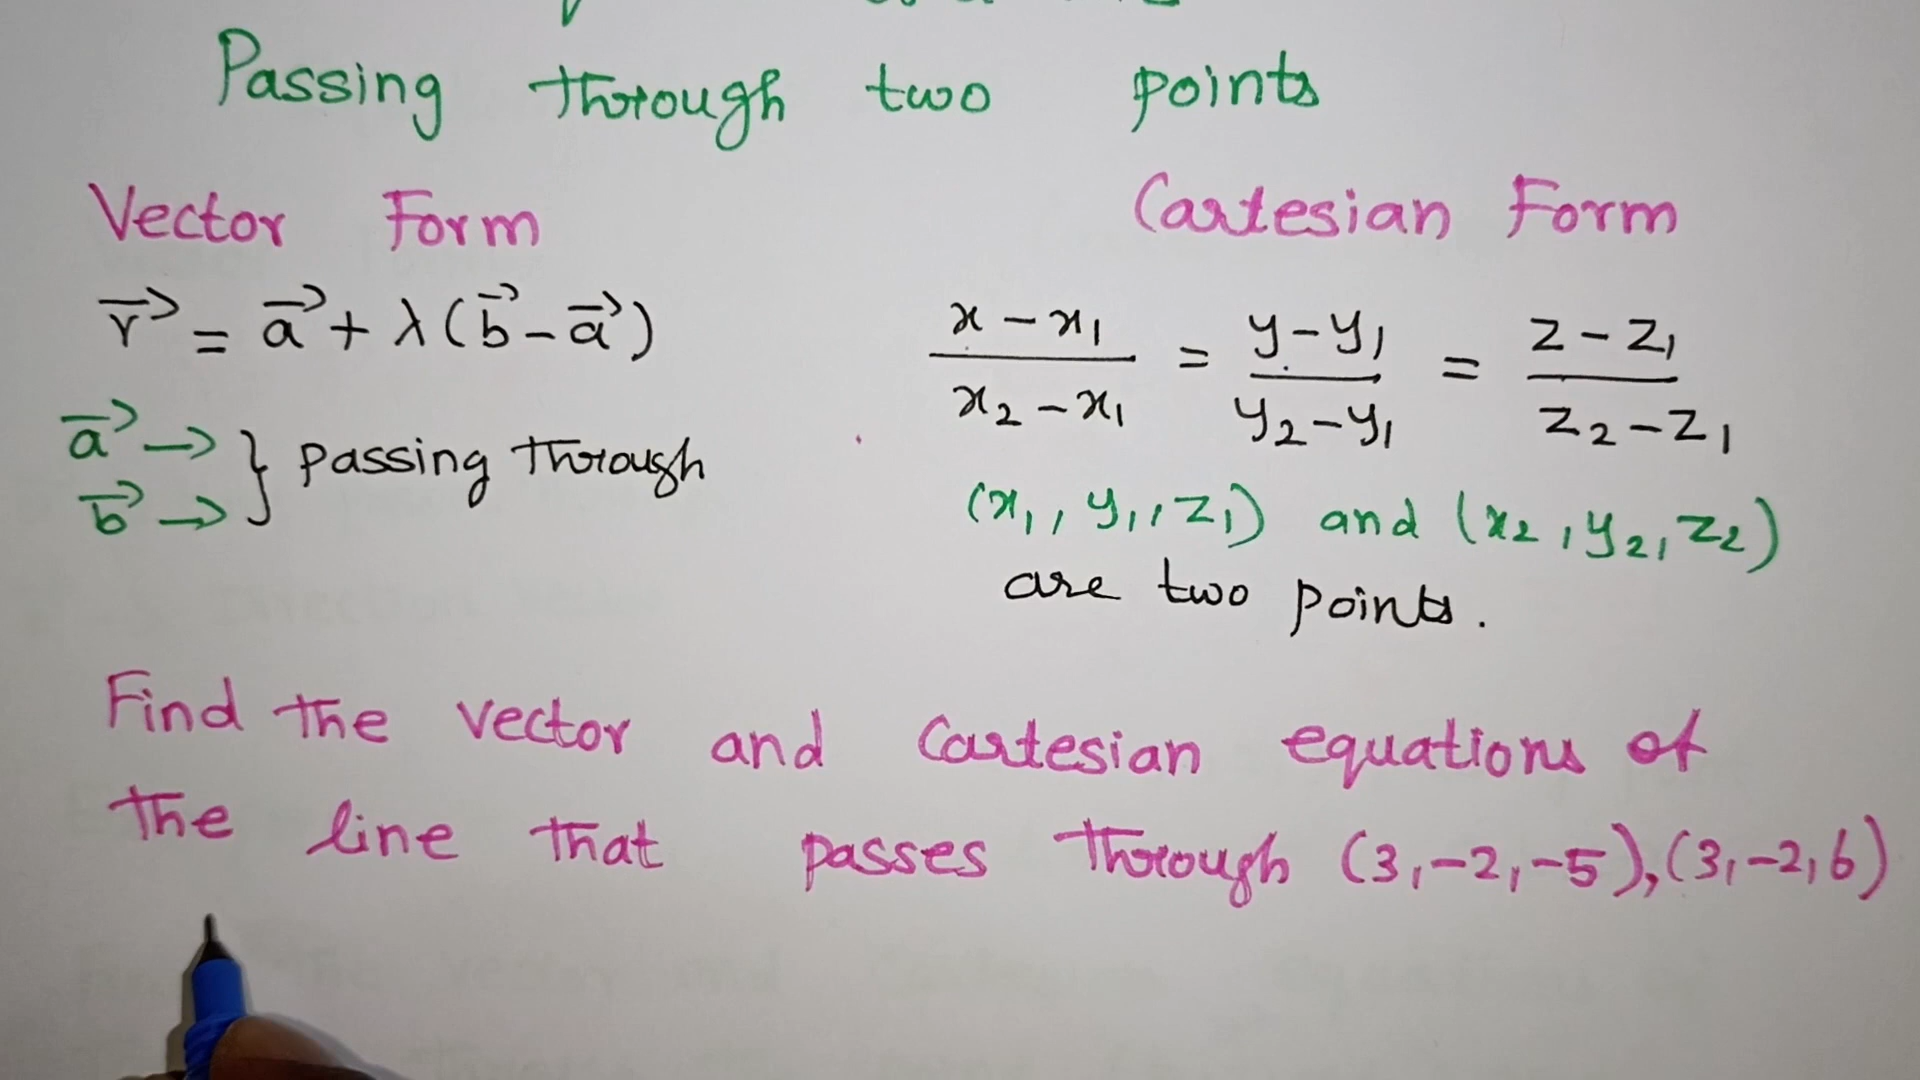 Passing through two points
Vector Form
r⃗ = a⃗ + λ(b⃗ - a⃗)
a⃗ →
b⃗ →
} passing through
Cartesian Form
x - x₁ / x₂ - x₁ = y - y₁ / y₂ - y₁ = z - z₁ / z₂ - z₁
(x₁, y₁, z₁) and (x₂, y₂, z₂)
are two points.
Find the vector and Cartesian equations of
the line that passes through (3, -2, -5), (3, -2, 6)